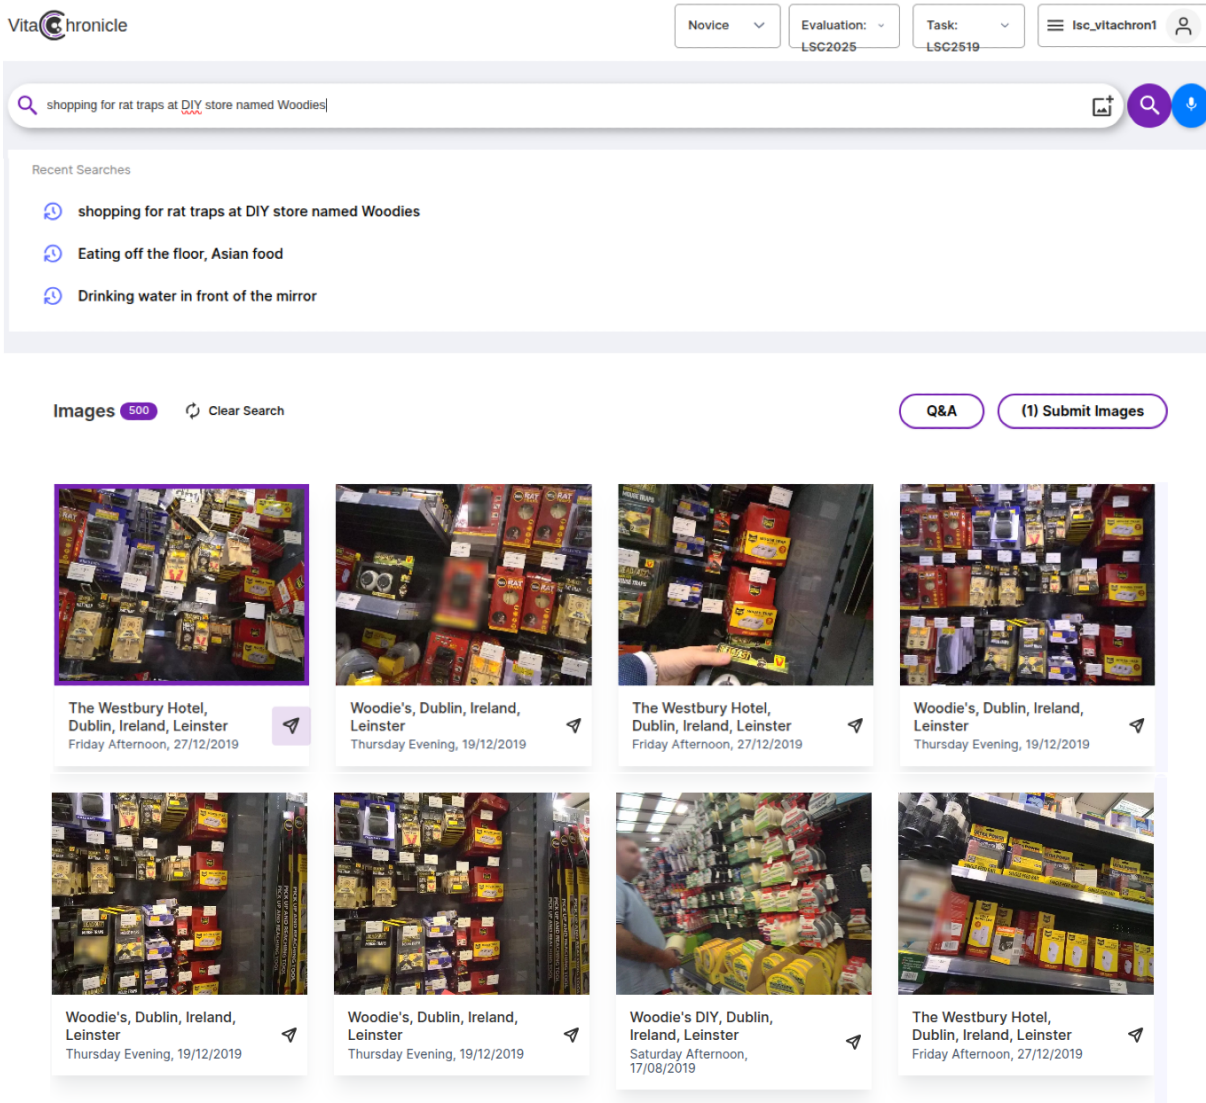 Vita Chronicle
Novice
Evaluation:
LSC2025
Task:
LSC2519
lsc_vitachron1
shopping for rat traps at DIY store named Woodies
Recent Searches
shopping for rat traps at DIY store named Woodies
Eating off the floor, Asian food
Drinking water in front of the mirror
Images 500
Clear Search
Q&A
(1) Submit Images
The Westbury Hotel,
Dublin, Ireland, Leinster
Friday Afternoon, 27/12/2019
Woodie's, Dublin, Ireland,
Leinster
Thursday Evening, 19/12/2019
The Westbury Hotel,
Dublin, Ireland, Leinster
Friday Afternoon, 27/12/2019
Woodie's, Dublin, Ireland,
Leinster
Thursday Evening, 19/12/2019
Woodie's, Dublin, Ireland,
Leinster
Thursday Evening, 19/12/2019
Woodie's, Dublin, Ireland,
Leinster
Thursday Evening, 19/12/2019
Woodie's DIY, Dublin,
Ireland, Leinster
Saturday Afternoon,
17/08/2019
The Westbury Hotel,
Dublin, Ireland, Leinster
Friday Afternoon, 27/12/2019